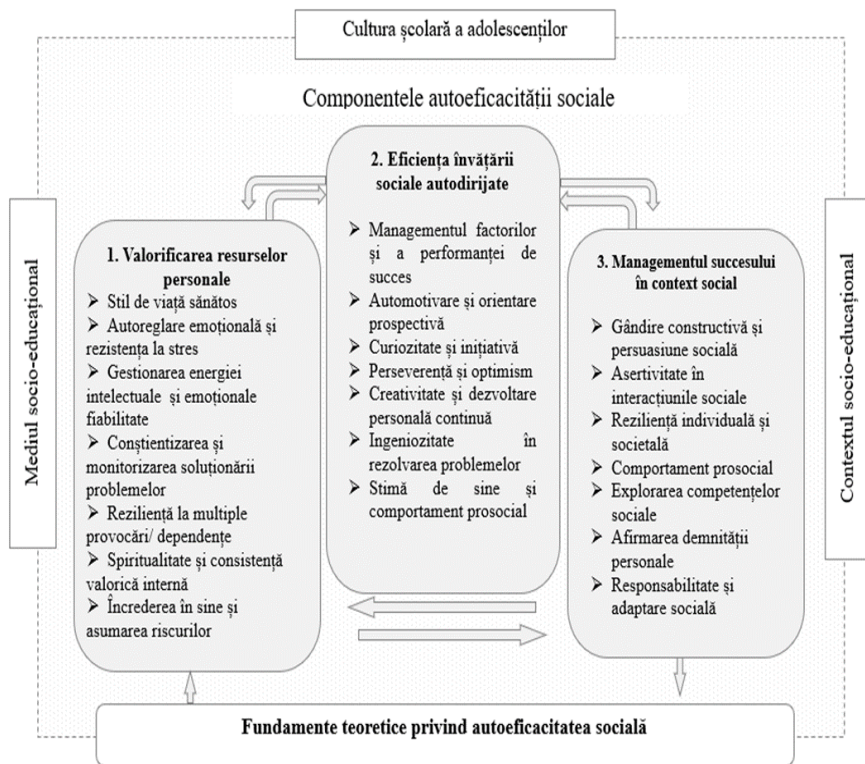 Cultura școlară a adolescenților
Componentele autoeficacității sociale
Mediul socio-educațional
1. Valorificarea resurselor
personale
➢ Stil de viață sănătos
➢ Autoreglare emoțională și
rezistența la stres
➢ Gestionarea energiei
intelectuale și emoționale
fiabilitate
➢ Conștientizarea și
monitorizarea soluționării
problemelor
➢ Reziliență la multiple
provocări/ dependențe
➢ Spiritualitate și consistență
valorică internă
➢ Încrederea în sine și
asumarea riscurilor
2. Eficiența învățării
sociale autodirijate
➢ Managementul factorilor
și a performanței de
succes
➢ Automotivare și orientare
prospectivă
➢ Curiozitate și inițiativă
➢ Perseverență și optimism
➢ Creativitate și dezvoltare
personală continuă
➢ Ingeniozitate în
rezolvarea problemelor
➢ Stimă de sine și
comportament prosocial
3. Managementul succesului
în context social
➢ Gândire constructivă și
persuasiune socială
➢ Asertivitate în
interacțiunile sociale
➢ Reziliență individuală și
societală
➢ Comportament prosocial
➢ Explorarea competențelor
sociale
➢ Afirmarea demnității
personale
➢ Responsabilitate și
adaptare socială
Contextul socio-educațional
Fundamente teoretice privind autoeficacitatea socială